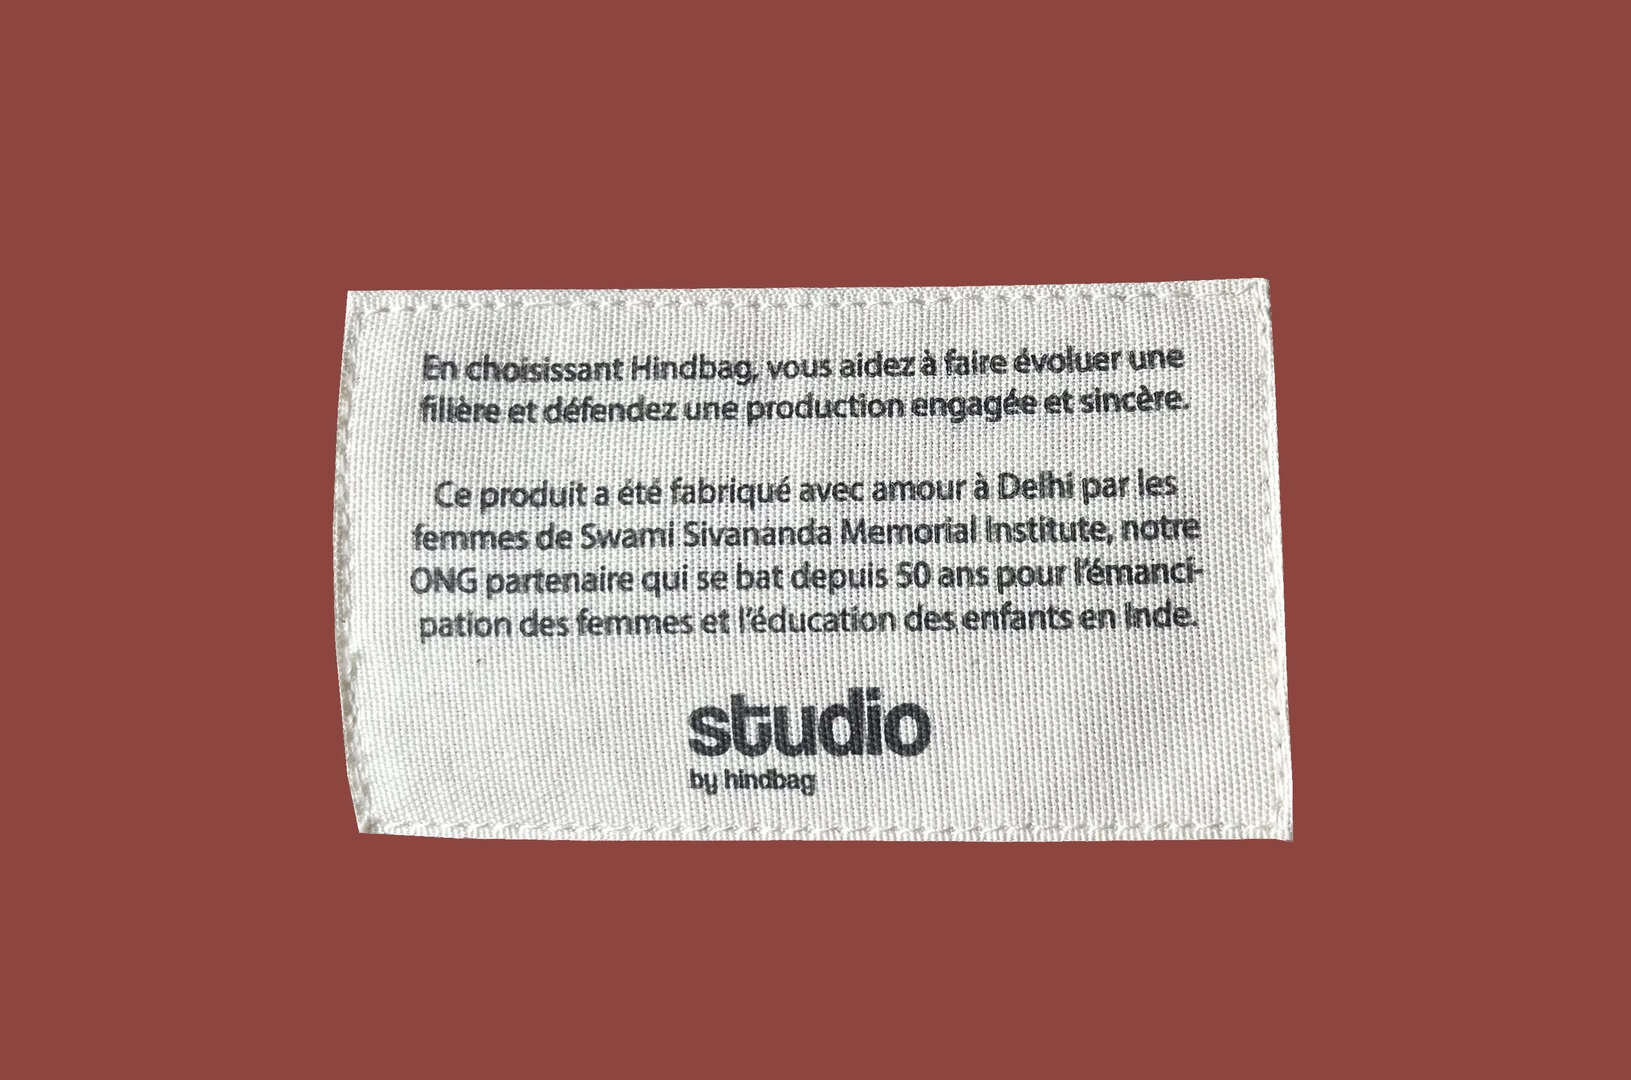 En choisissant Hindbag, vous aidez à faire évoluer une
filière et défendez une production engagée et sincère.
Ce produit a été fabriqué avec amour à Delhi par les
femmes de Swami Sivananda Memorial Institute, notre
ONG partenaire qui se bat depuis 50 ans pour l'émanci-
pation des femmes et l'éducation des enfants en Inde.
studio
by hindbag